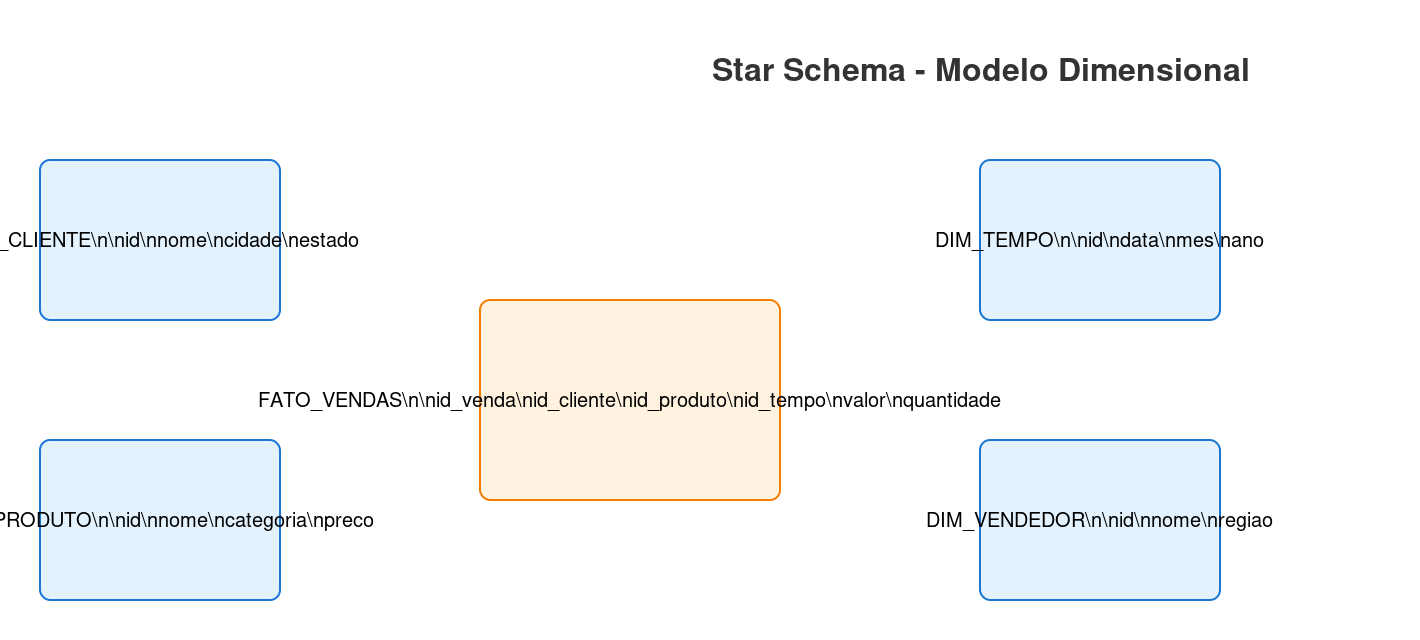 Star Schema - Modelo Dimensional
_CLIENTE\n\nid\nnome\ncidade\nestado
DIM_TEMPO\n\nid\ndata\nmes\nano
FATO_VENDAS\n\nid_venda\nid_cliente\nid_produto\nid_tempo\nvalor\nquantidade
PRODUTO\n\nid\nnome\ncategoria\npreco
DIM_VENDEDOR\n\nid\nnome\nregiao